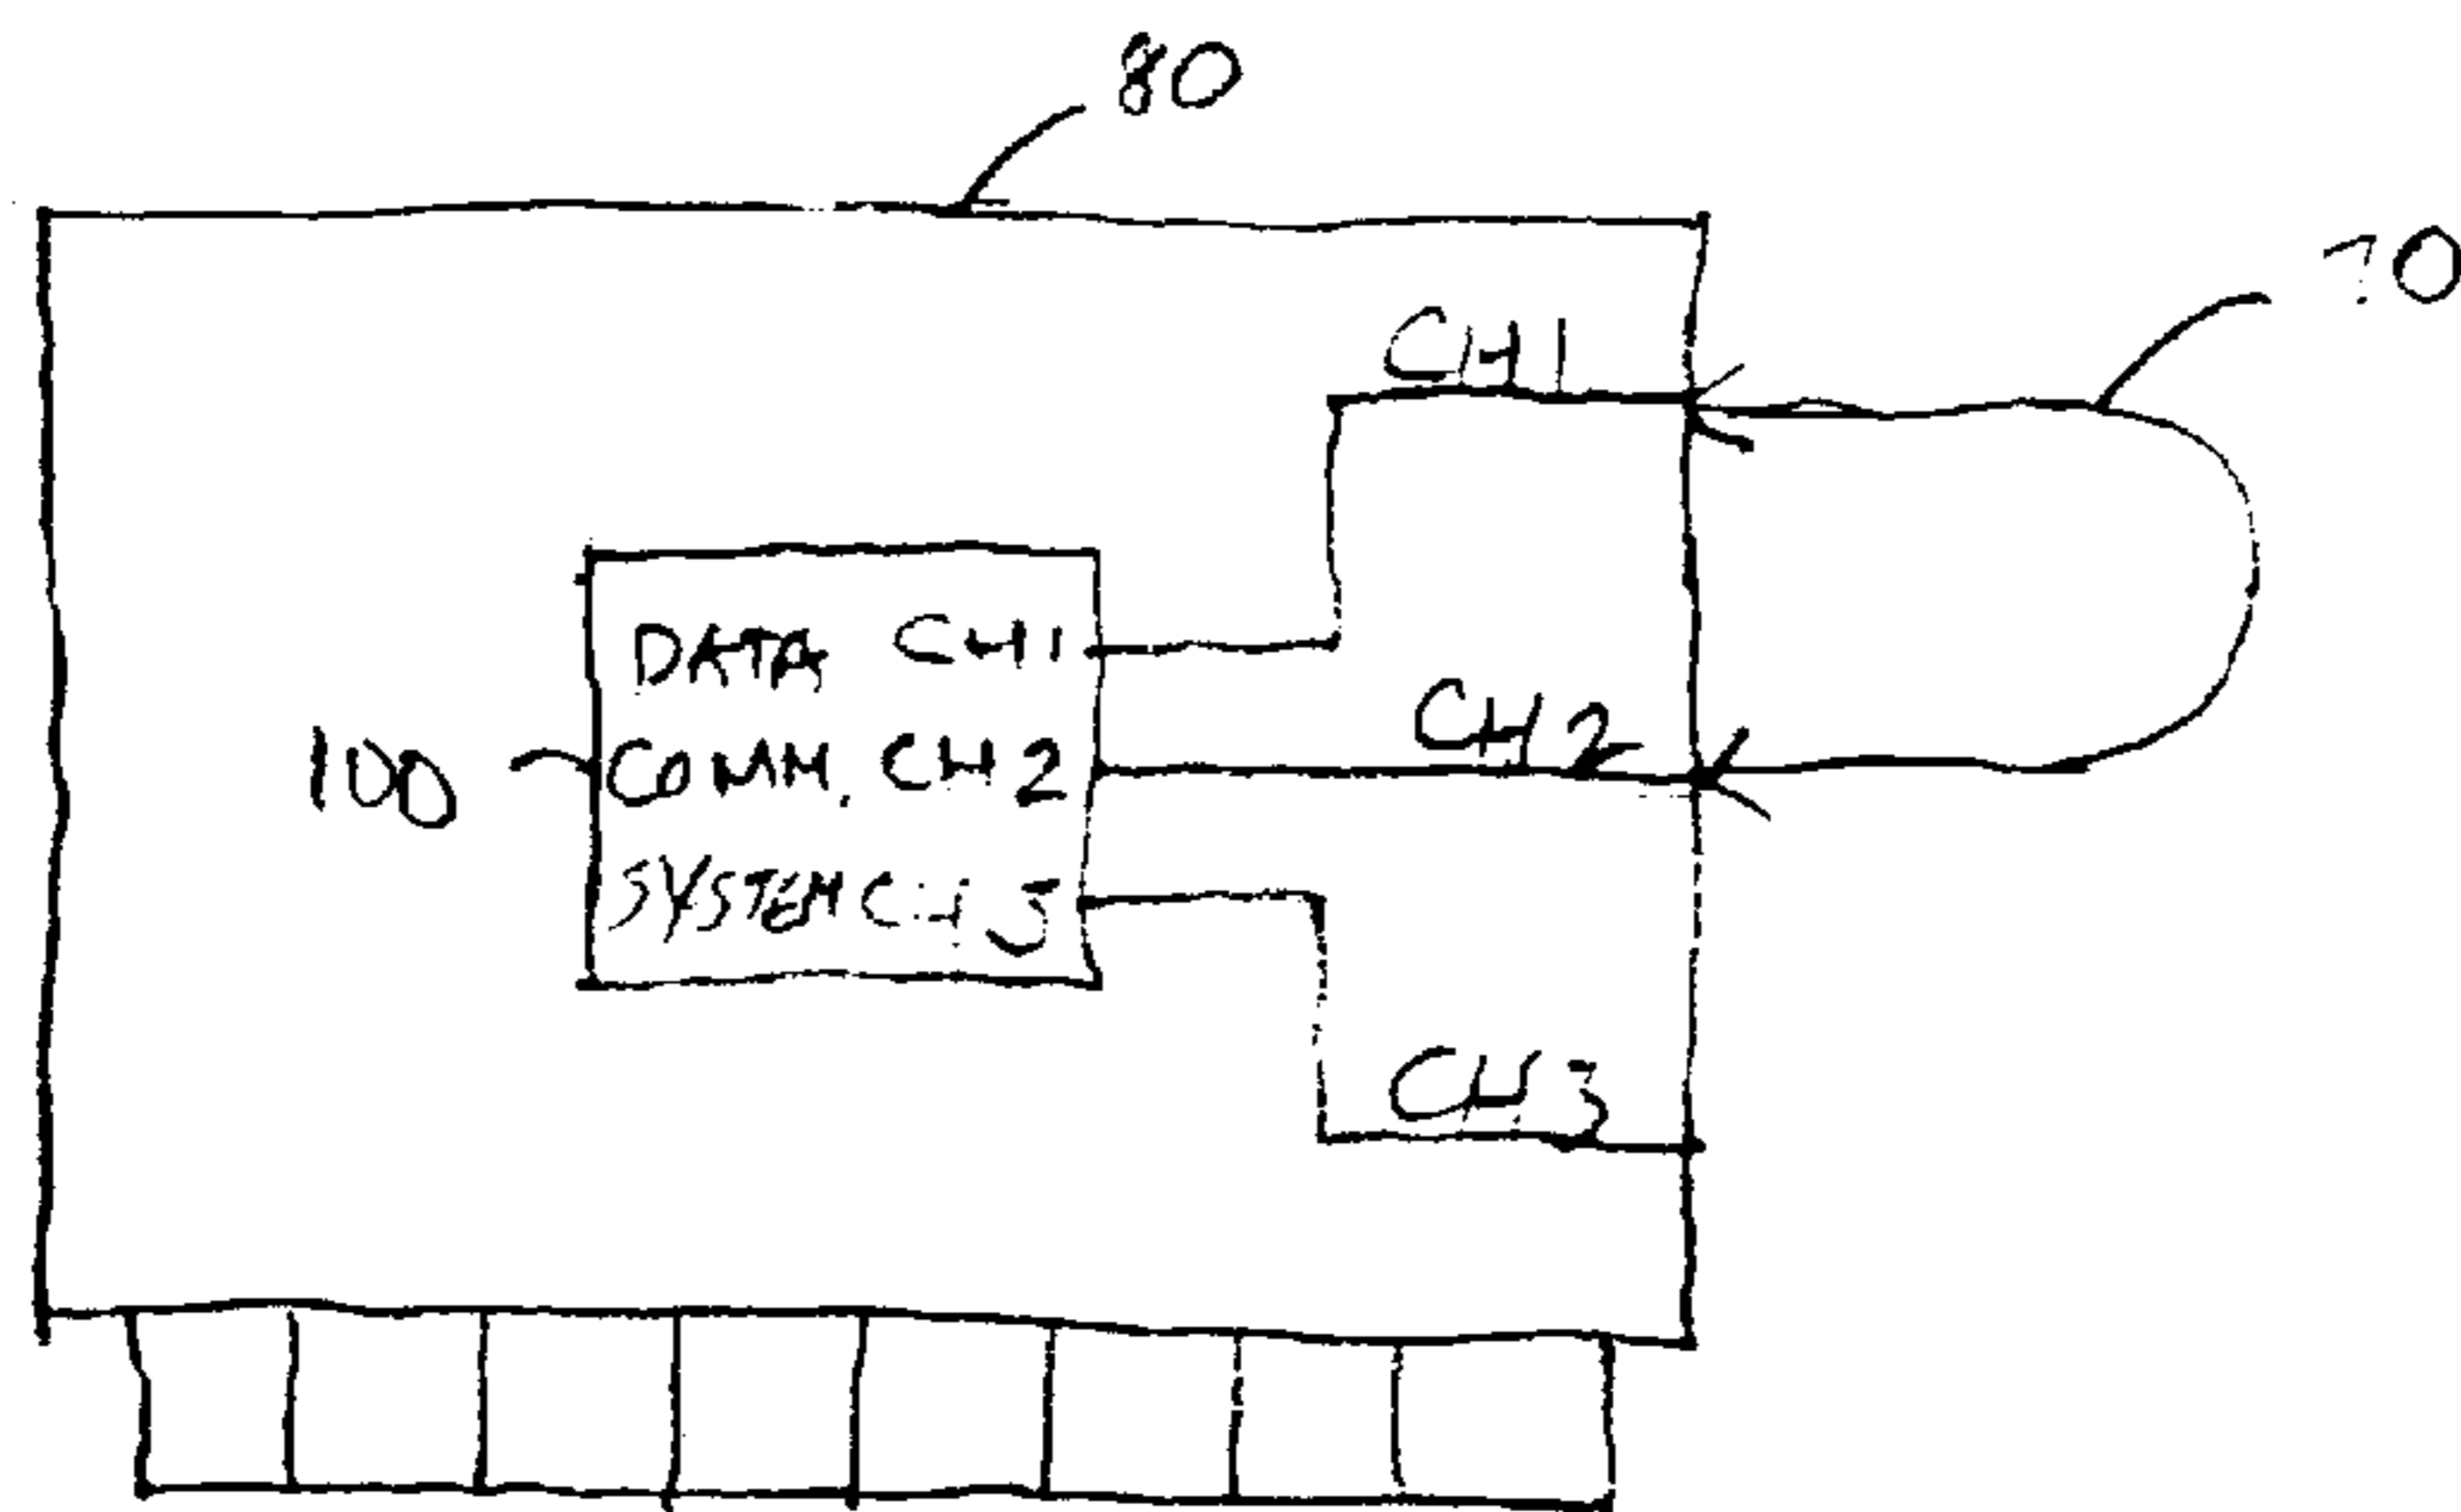 80
70
CH1
DATA CH1
CH2
100
COMM. CH2
SYSTEM CH3
CH3